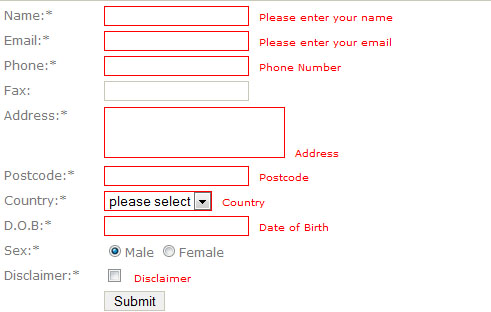 Name:* Please enter your name
Email:* Please enter your email
Phone:* Phone Number
Fax:
Address:* Address
Postcode:* Postcode
Country:* please select Country
D.O.B:* Date of Birth
Sex:* Male Female
Disclaimer:* Disclaimer
Submit